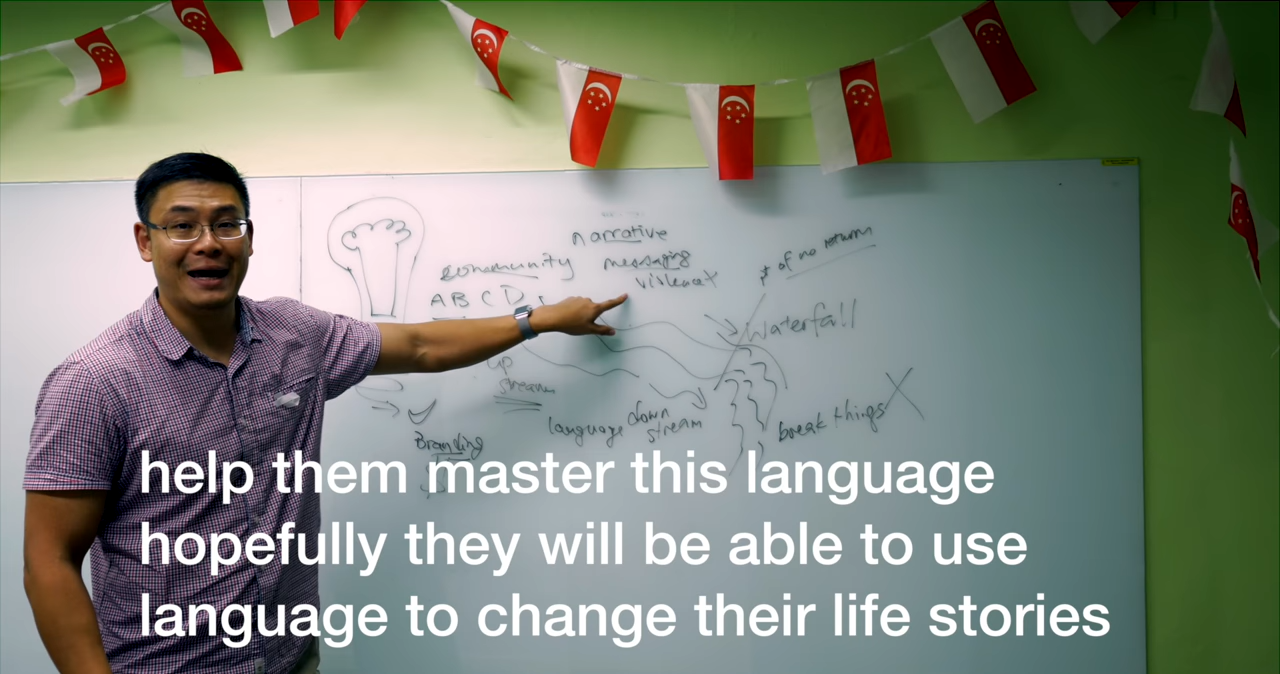 narrative
community
messaging
violence X
A B C D
pt of no return
Waterfall
up
stream
down
language
stream
break things X
Branding
help them master this language
hopefully they will be able to use
language to change their life stories